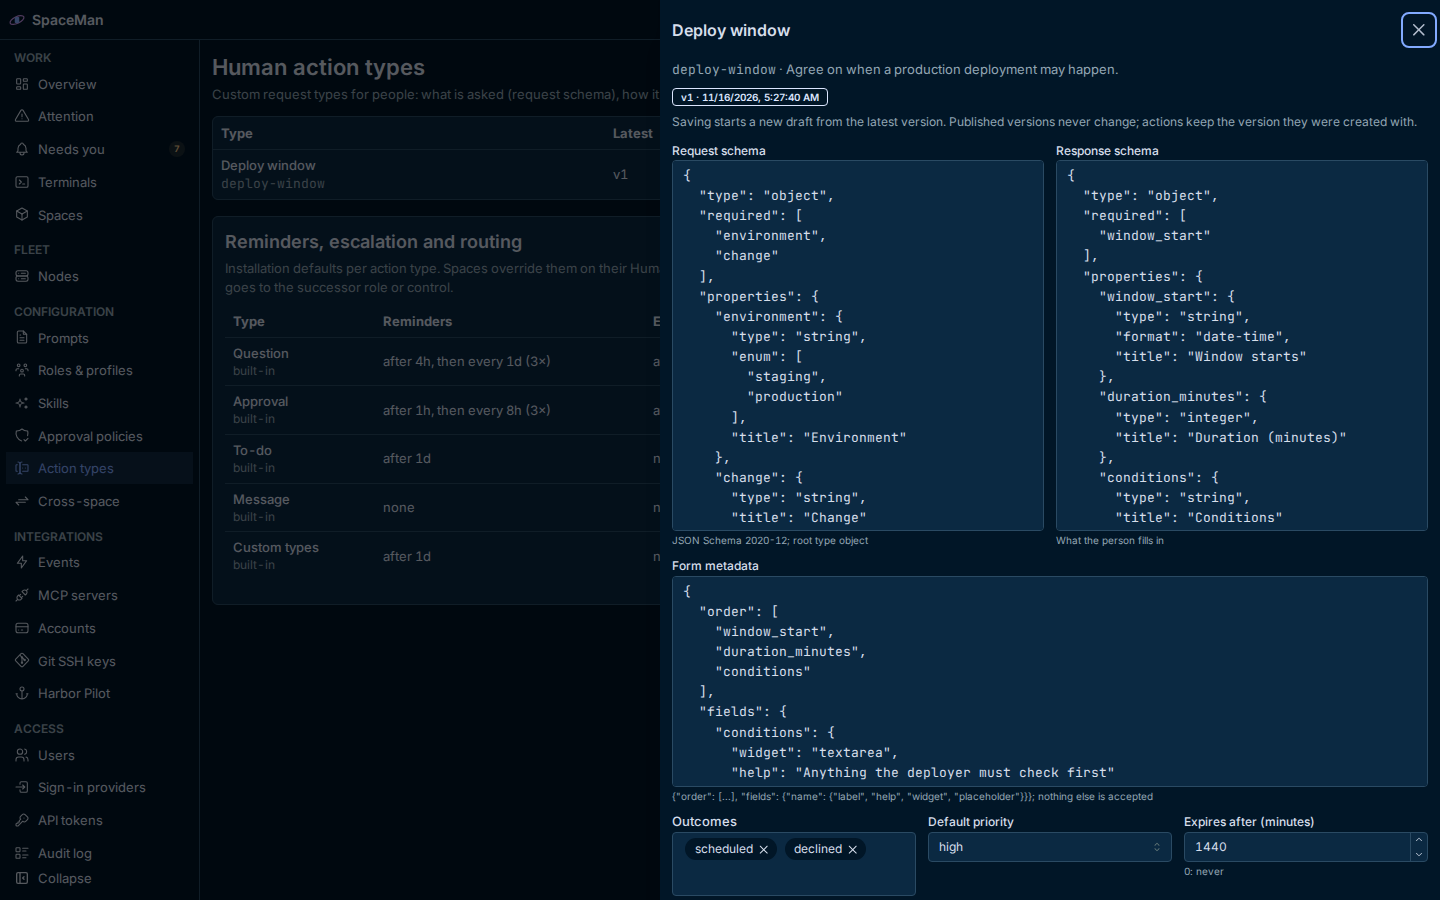 SpaceMan
WORK
Overview
Attention
Needs you
7
Terminals
Spaces
FLEET
Nodes
CONFIGURATION
Prompts
Roles & profiles
Skills
Approval policies
Action types
Cross-space
INTEGRATIONS
Events
MCP servers
Accounts
Git SSH keys
Harbor Pilot
ACCESS
Users
Sign-in providers
API tokens
Audit log
Collapse
Human action types
Custom request types for people: what is asked (request schema), how it
Type
Latest
Deploy window
deploy-window
v1
Reminders, escalation and routing
Installation defaults per action type. Spaces override them on their Hum
goes to the successor role or control.
Type
Reminders
E
Question
built-in
after 4h, then every 1d (3×)
a
Approval
built-in
after 1h, then every 8h (3×)
a
To-do
built-in
after 1d
n
Message
built-in
none
n
Custom types
built-in
after 1d
n
Deploy window
deploy-window · Agree on when a production deployment may happen.
v1 · 11/16/2026, 5:27:40 AM
Saving starts a new draft from the latest version. Published versions never change; actions keep the version they were created with.
Request schema
{
"type": "object",
"required": [
"environment",
"change"
],
"properties": {
"environment": {
"type": "string",
"enum": [
"staging",
"production"
],
"title": "Environment"
},
"change": {
"type": "string",
"title": "Change"
JSON Schema 2020-12; root type object
Response schema
{
"type": "object",
"required": [
"window_start"
],
"properties": {
"window_start": {
"type": "string",
"format": "date-time",
"title": "Window starts"
},
"duration_minutes": {
"type": "integer",
"title": "Duration (minutes)"
},
"conditions": {
"type": "string",
"title": "Conditions"
What the person fills in
Form metadata
{
"order": [
"window_start",
"duration_minutes",
"conditions"
],
"fields": {
"conditions": {
"widget": "textarea",
"help": "Anything the deployer must check first"
{"order": [...], "fields": {"name": {"label", "help", "widget", "placeholder"}}}; nothing else is accepted
Outcomes
scheduled
declined
Default priority
high
Expires after (minutes)
1440
0: never